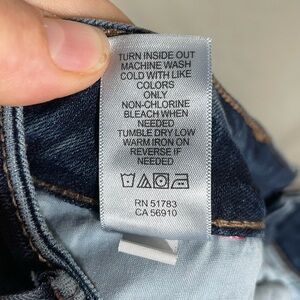 TURN INSIDE OUT
MACHINE WASH
COLD WITH LIKE
COLORS
ONLY
NON-CHLORINE
BLEACH WHEN
NEEDED
TUMBLE DRY LOW
WARM IRON ON
REVERSE IF
NEEDED
RN 51783
CA 56910